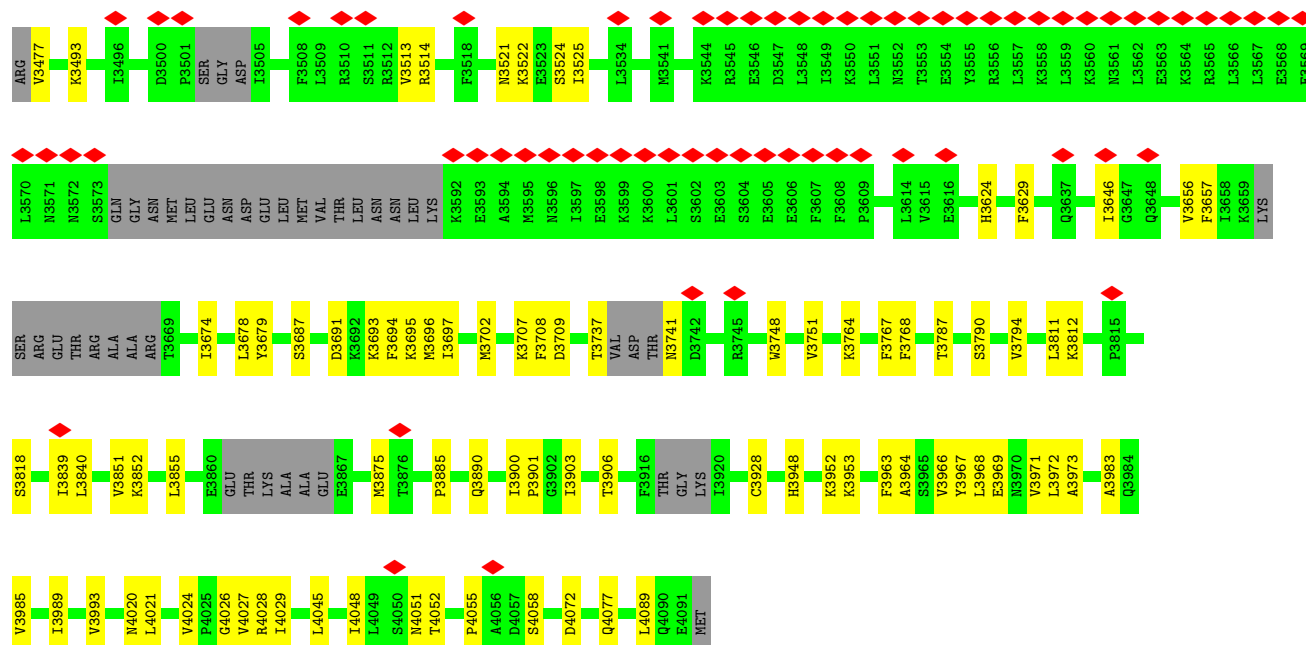 ARG V3477 K3493 I3496 D3500 P3501 SER GLY ASP I3505 F3508 L3509 R3510 S3511 R3512 V3513 R3514 F3518 N3521 K3522 E3523 S3524 I3525 L3534 M3541 K3544 R3545 E3546 D3547 L3548 I3549 K3550 L3551 N3552 T3553 E3554 Y3555 R3556 L3557 K3558 L3559 K3560 N3561 L3562 E3563 K3564 R3565 L3566 L3567 E3568 E3569
L3570 N3571 N3572 S3573 GLN GLY ASN MET LEU GLU ASN ASP GLU LEU MET VAL THR LEU ASN ASN LEU LYS K3592 E3593 A3594 M3595 N3596 I3597 E3598 K3599 K3600 L3601 S3602 E3603 S3604 E3605 E3606 F3607 F3608 P3609 L3614 V3615 E3616 H3624 F3629 Q3637 I3646 G3647 Q3648 V3656 F3657 I3658 K3659 LYS
SER ARG GLU THR ARG ALA ALA ARG T3669 I3674 L3678 Y3679 S3687 D3691 K3692 K3693 F3694 K3695 M3696 I3697 M3702 K3707 F3708 D3709 T3737 VAL ASP THR N3741 D3742 R3745 W3748 V3751 K3764 F3767 F3768 T3787 S3790 V3794 L3811 K3812 P3815
S3818 I3839 L3840 V3851 K3852 L3855 E3860 GLU THR LYS ALA ALA GLU E3867 M3875 T3876 P3885 Q3890 I3900 P3901 G3902 I3903 T3906 F3916 THR GLY LYS I3920 C3928 H3948 K3952 K3953 F3963 A3964 S3965 V3966 Y3967 L3968 E3969 N3970 V3971 L3972 A3973 A3983 Q3984
V3985 I3989 V3993 N4020 L4021 V4024 P4025 G4026 V4027 R4028 I4029 L4045 I4048 L4049 S4050 N4051 T4052 P4055 A4056 D4057 S4058 D4072 Q4077 L4089 Q4090 E4091 MET